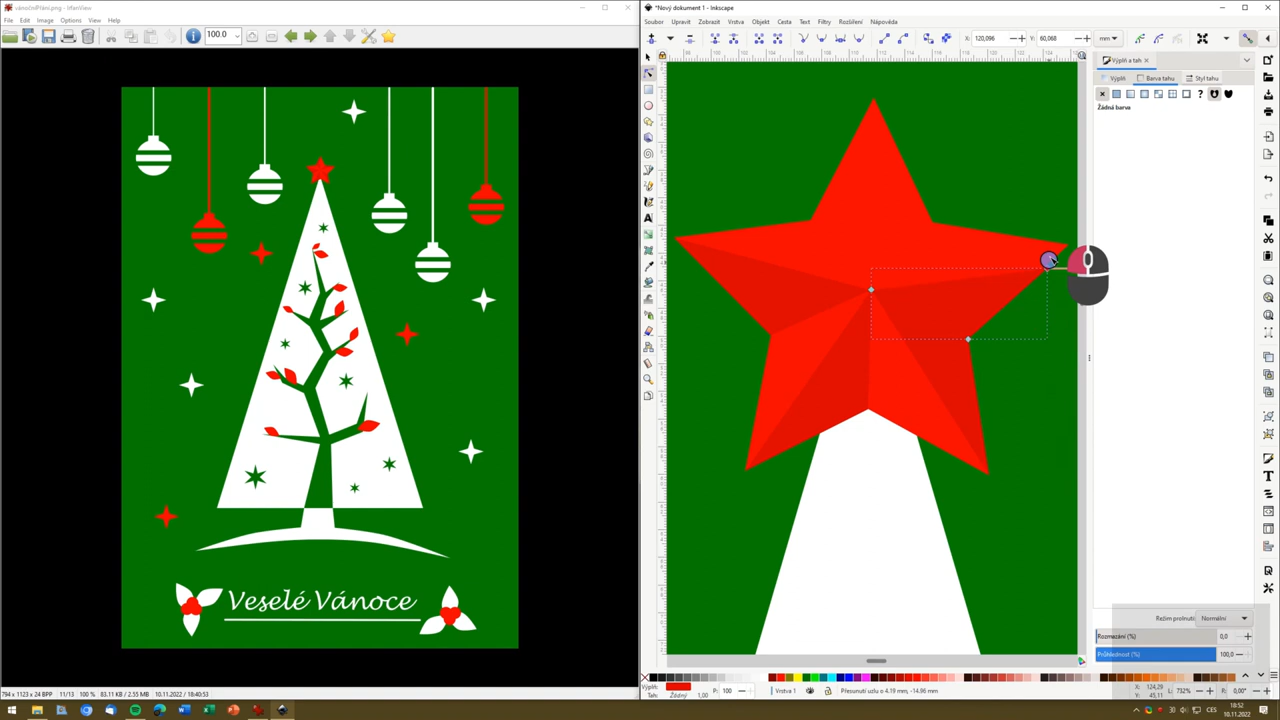 vánočníPřání.png - IrfanView
File Edit Image Options View Help
100.0
Veselé Vánoce
794 x 1123 x 24 BPP 11/13 100 % 83.11 KB / 2.55 MB 10.11.2022 / 18:40:53
*Nový dokument 1 - Inkscape
Soubor Upravit Zobrazit Vrstva Objekt Cesta Text Filtry Rozšíření Nápověda
X: 120,096 Y: 60,068 mm
Výplň a tah
Výplň Barva tahu Styl tahu
Žádná barva
Režim prolnutí: Normální
Rozmazání (%) 0,0
Průhlednost (%) 100,0
Výplň:
Tah: Žádný 1,00
P: 100
Vrstva 1
Přesunutí uzlu o 4.19 mm, -14.96 mm
X: 124,29
Y: 45,11
L: 732%
R: 0,00°
CES
18:52
10.11.2022